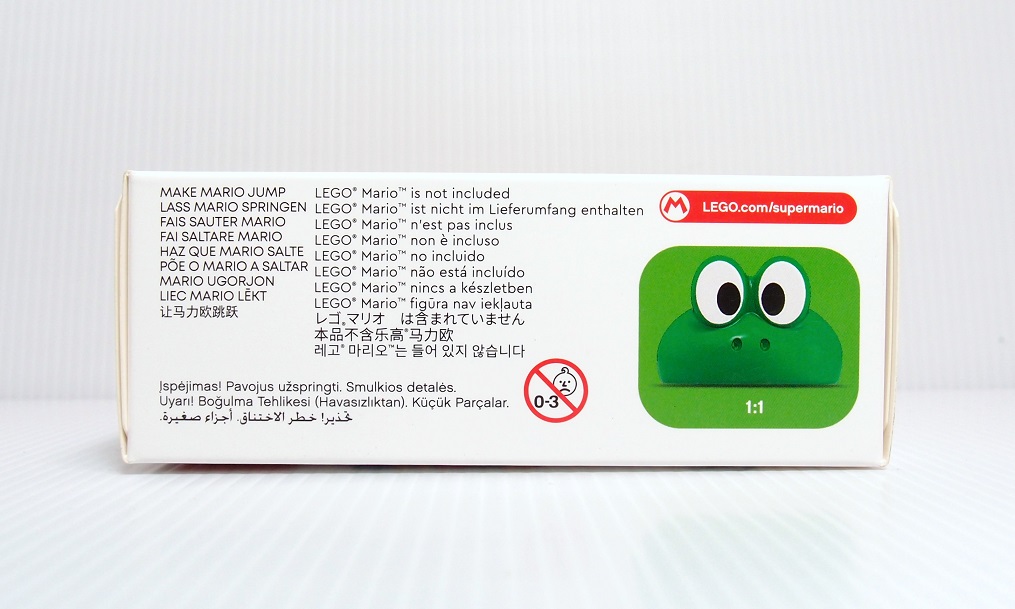 MAKE MARIO JUMP
LASS MARIO SPRINGEN
FAIS SAUTER MARIO
FAI SALTARE MARIO
HAZ QUE MARIO SALTE
PÕE O MARIO A SALTAR
MARIO UGORJON
LIEC MARIO LĒKT
让马力欧跳跃
LEGO® Mario™ is not included
LEGO® Mario™ ist nicht im Lieferumfang enthalten
LEGO® Mario™ n'est pas inclus
LEGO® Mario™ non è incluso
LEGO® Mario™ no incluido
LEGO® Mario™ não está incluído
LEGO® Mario™ nincs a készletben
LEGO® Mario™ figūra nav iekļauta
レゴ®マリオ　は含まれていません
本品不含乐高®马力欧
레고® 마리오™는 들어 있지 않습니다
Įspėjimas! Pavojus užspringti. Smulkios detalės.
Uyarı! Boğulma Tehlikesi (Havasızlıktan). Küçük Parçalar.
تحذير! خطر الاختناق. أجزاء صغيرة.
0-3
M LEGO.com/supermario
1:1